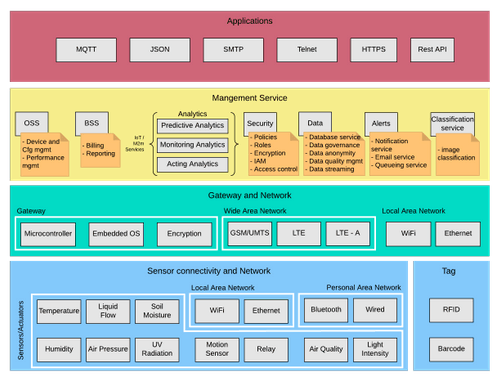 Applications
MQTT
JSON
SMTP
Telnet
HTTPS
Rest API
Mangement Service
OSS
- Device and
Cfg mgmt
- Performance
mgmt
BSS
- Billing
- Reporting
IoT /
M2m
Services
Analytics
Predictive Analytics
Monitoring Analytics
Acting Analytics
Security
- Policies
- Roles
- Encryption
- IAM
- Access control
Data
- Database service
- Data governance
- Data anonymity
- Data quality mgmt
- Data streaming
Alerts
- Notification
service
- Email service
- Queueing service
Classification
service
- image
classification
Gateway and Network
Gateway
Microcontroller
Embedded OS
Encryption
Wide Area Network
GSM/UMTS
LTE
LTE - A
Local Area Network
WiFi
Ethernet
Sensor connectivity and Network
Sensors/Actuators
Local Area Network
Personal Area Network
Temperature
Liquid
Flow
Soil
Moisture
WiFi
Ethernet
Bluetooth
Wired
Humidity
Air Pressure
UV
Radiation
Motion
Sensor
Relay
Air Quality
Light
Intensity
Tag
RFID
Barcode